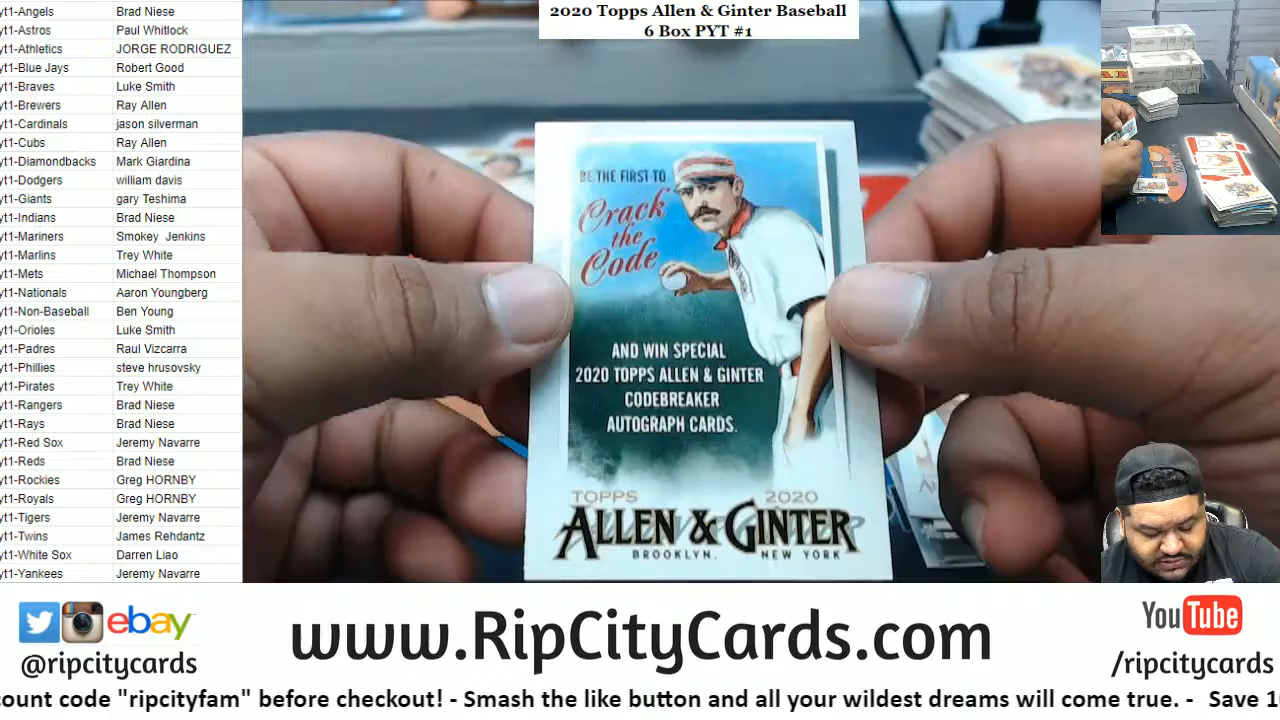 yt1-Angels Brad Niese
yt1-Astros Paul Whitlock
yt1-Athletics JORGE RODRIGUEZ
yt1-Blue Jays Robert Good
yt1-Braves Luke Smith
yt1-Brewers Ray Allen
yt1-Cardinals jason silverman
yt1-Cubs Ray Allen
yt1-Diamondbacks Mark Giardina
yt1-Dodgers william davis
yt1-Giants gary Teshima
yt1-Indians Brad Niese
yt1-Mariners Smokey Jenkins
yt1-Marlins Trey White
yt1-Mets Michael Thompson
yt1-Nationals Aaron Youngberg
yt1-Non-Baseball Ben Young
yt1-Orioles Luke Smith
yt1-Padres Raul Vizcarra
yt1-Phillies steve hrusovsky
yt1-Pirates Trey White
yt1-Rangers Brad Niese
yt1-Rays Brad Niese
yt1-Red Sox Jeremy Navarre
yt1-Reds Brad Niese
yt1-Rockies Greg HORNBY
yt1-Royals Greg HORNBY
yt1-Tigers Jeremy Navarre
yt1-Twins James Rehdantz
yt1-White Sox Darren Liao
yt1-Yankees Jeremy Navarre
2020 Topps Allen & Ginter Baseball
6 Box PYT #1
BE THE FIRST TO
Crack
the
Code
AND WIN SPECIAL
2020 TOPPS ALLEN & GINTER
CODEBREAKER
AUTOGRAPH CARDS.
TOPPS 2020
ALLEN & GINTER
BROOKLYN. NEW YORK
ebay
@ripcitycards
www.RipCityCards.com
YouTube
/ripcitycards
count code "ripcityfam" before checkout! - Smash the like button and all your wildest dreams will come true. - Save 1